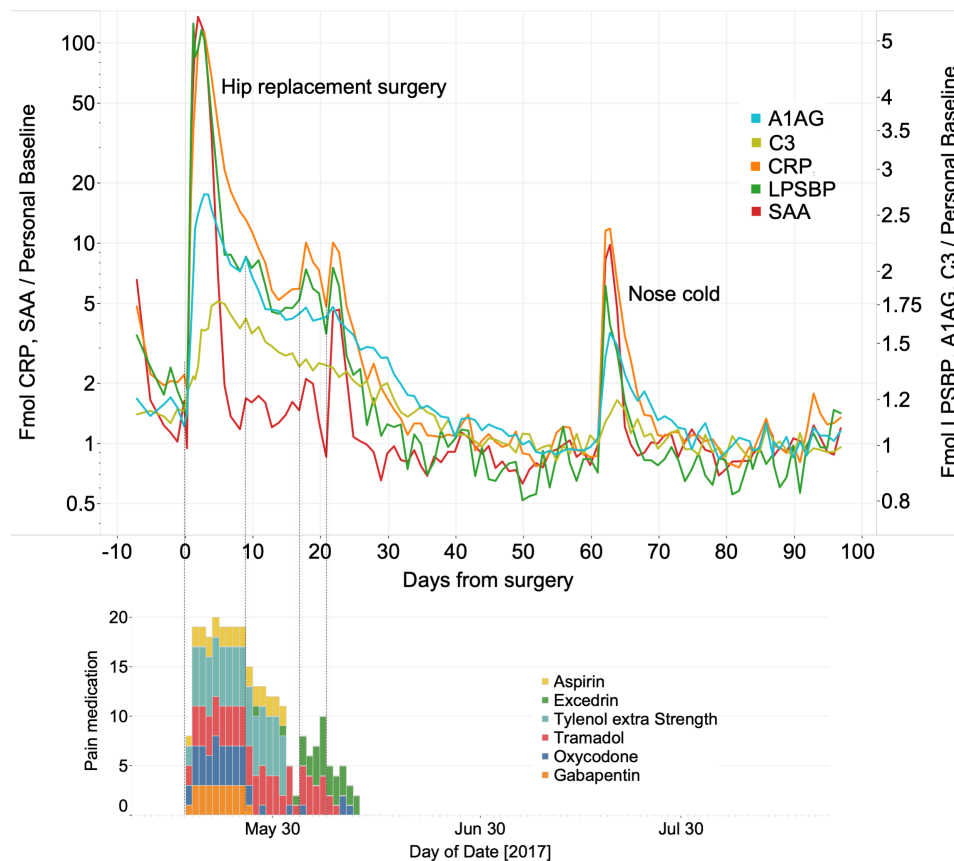 Fmol CRP, SAA / Personal Baseline
100
50
20
10
5
2
1
0.5
Hip replacement surgery
Nose cold
A1AG
C3
CRP
LPSBP
SAA
5
4
3.5
3
2.5
2
1.75
1.5
1.2
1
0.8
Fmol LPSBP, A1AG, C3 / Personal Baseline
-10 0 10 20 30 40 50 60 70 80 90 100
Days from surgery
Pain medication
20
15
10
5
0
Aspirin
Excedrin
Tylenol extra Strength
Tramadol
Oxycodone
Gabapentin
May 30 Jun 30 Jul 30
Day of Date [2017]